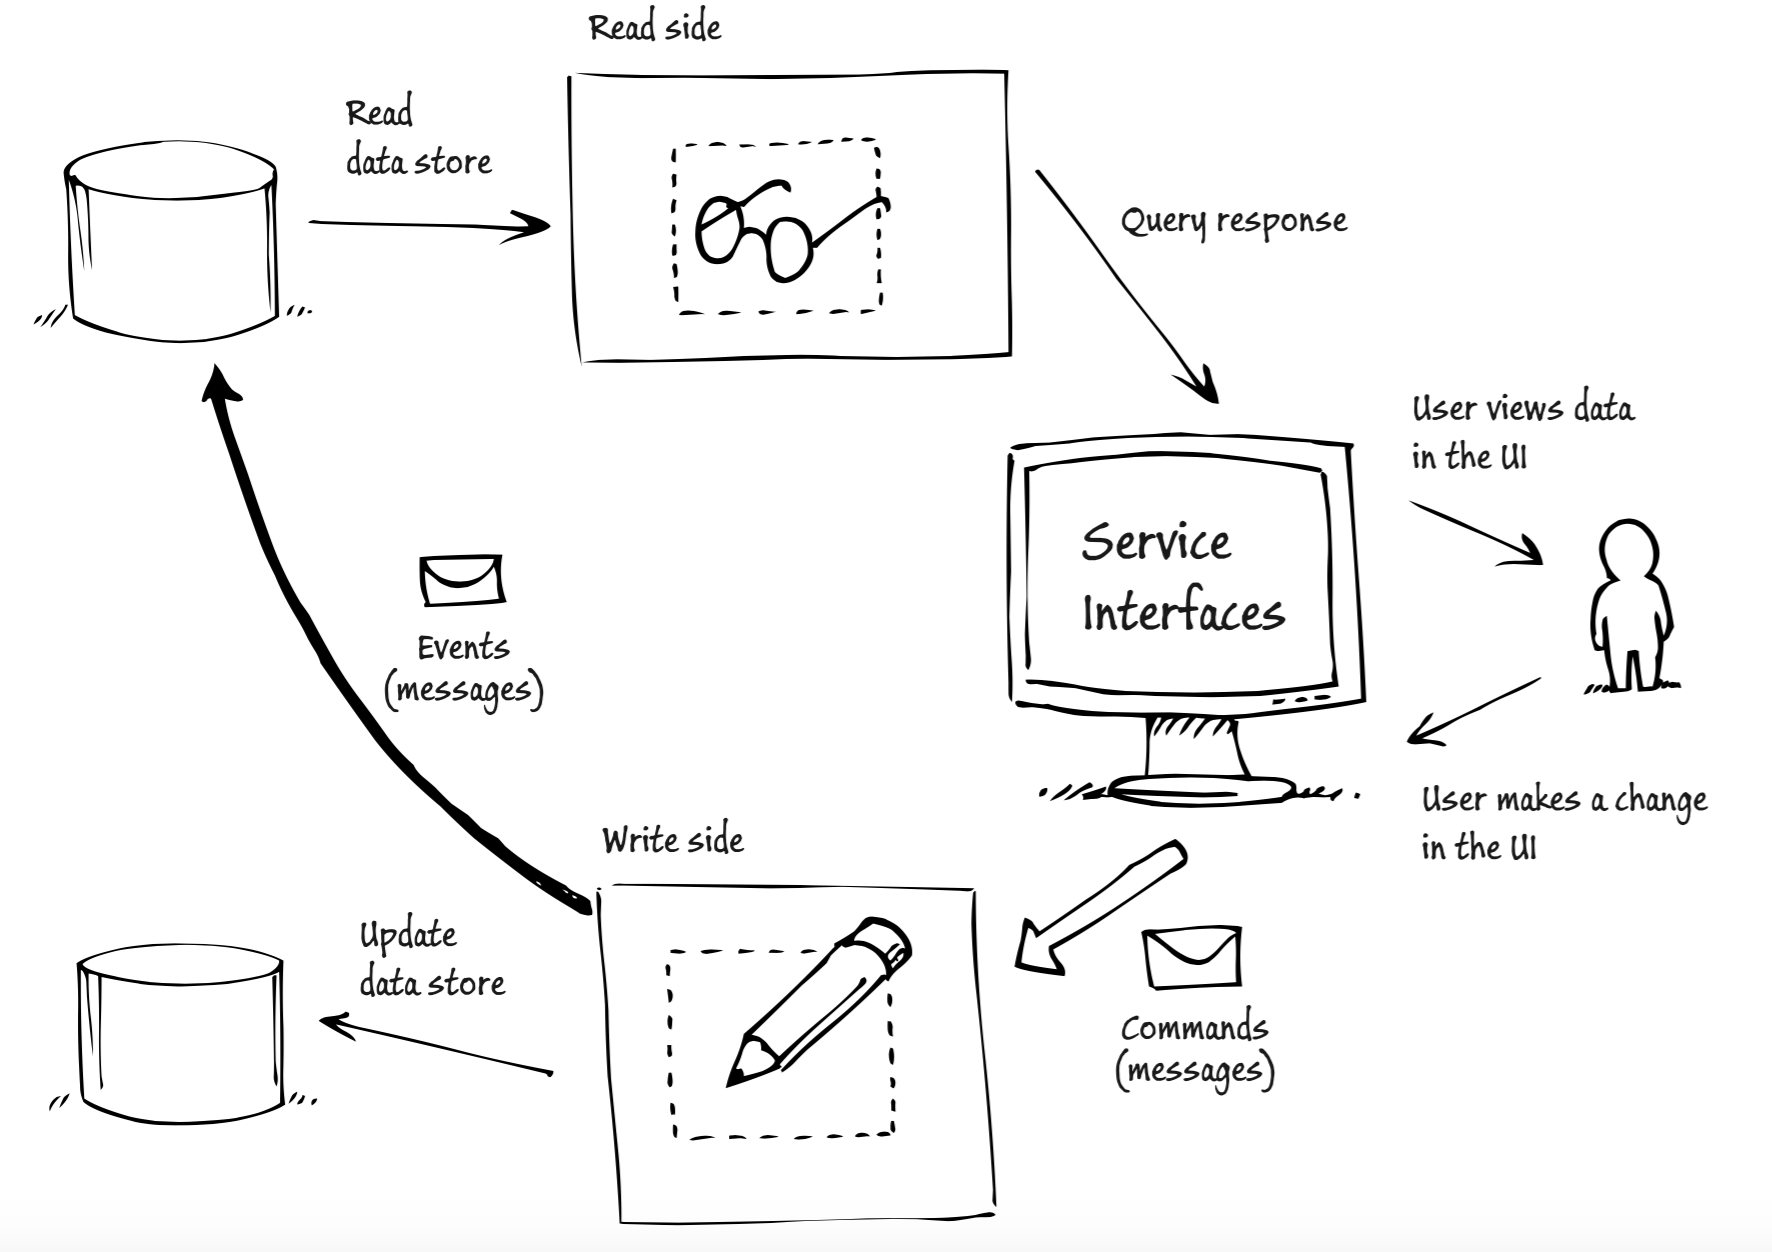 Read side
Read
data store
Query response
User views data
in the UI
Service
Interfaces
Events
(messages)
User makes a change
in the UI
Write side
Update
data store
Commands
(messages)